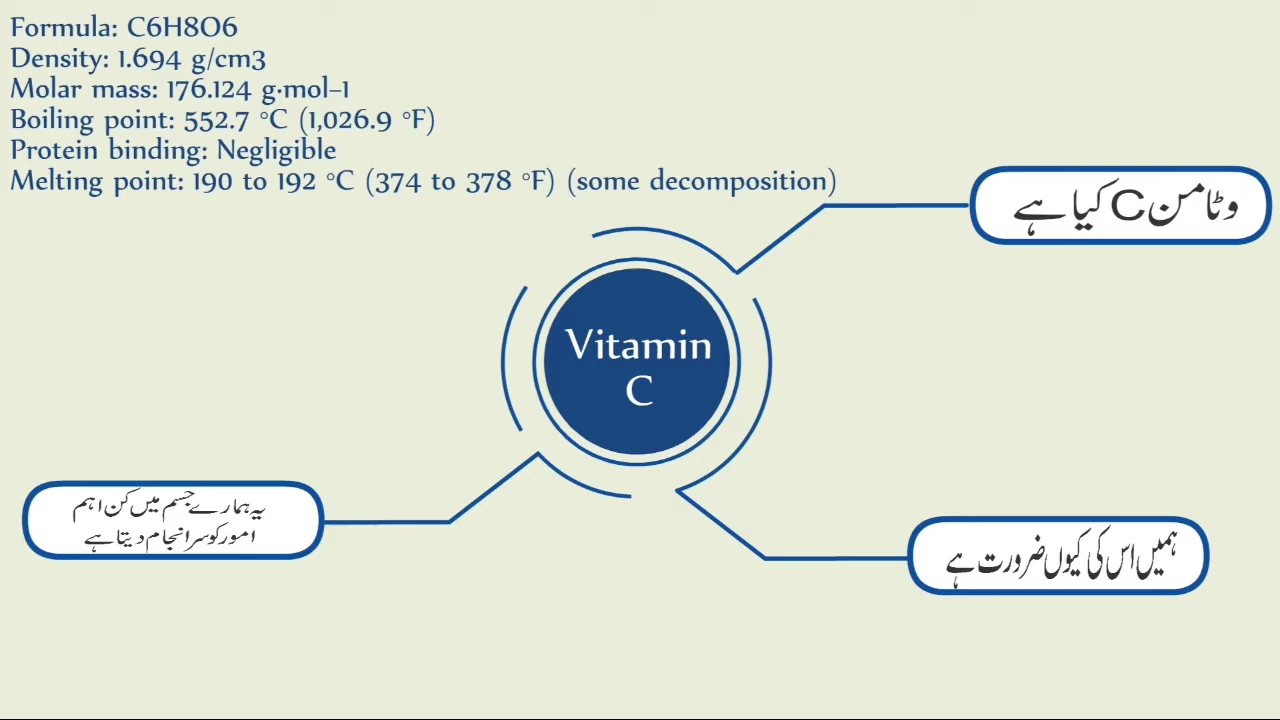 Formula: C6H8O6
Density: 1.694 g/cm3
Molar mass: 176.124 g·mol−1
Boiling point: 552.7 °C (1,026.9 °F)
Protein binding: Negligible
Melting point: 190 to 192 °C (374 to 378 °F) (some decomposition)
وٹامن C کیا ہے
Vitamin
C
یہ ہمارے جسم میں کن اہم
امور کو سرانجام دیتا ہے
ہمیں اس کی کیوں ضرورت ہے